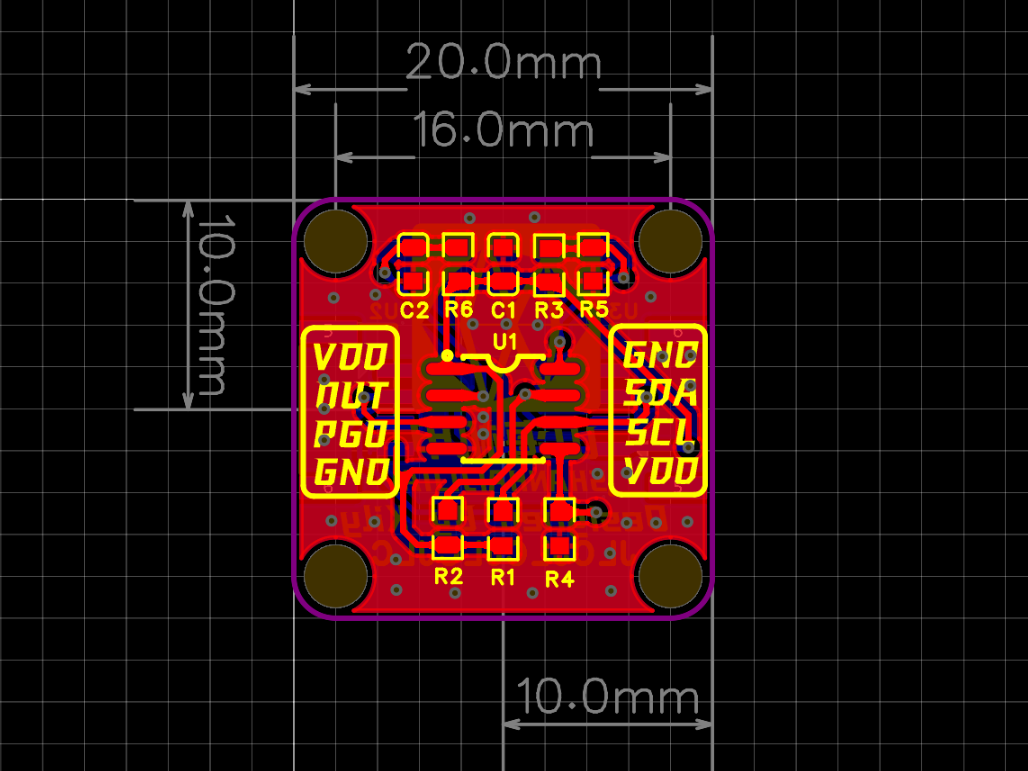 20.0mm
16.0mm
10.0mm
C2 R6 C1 R3 R5
U1
VDD
OUT
PGO
GND
GND
SDA
SCL
VDD
R2 R1 R4
10.0mm